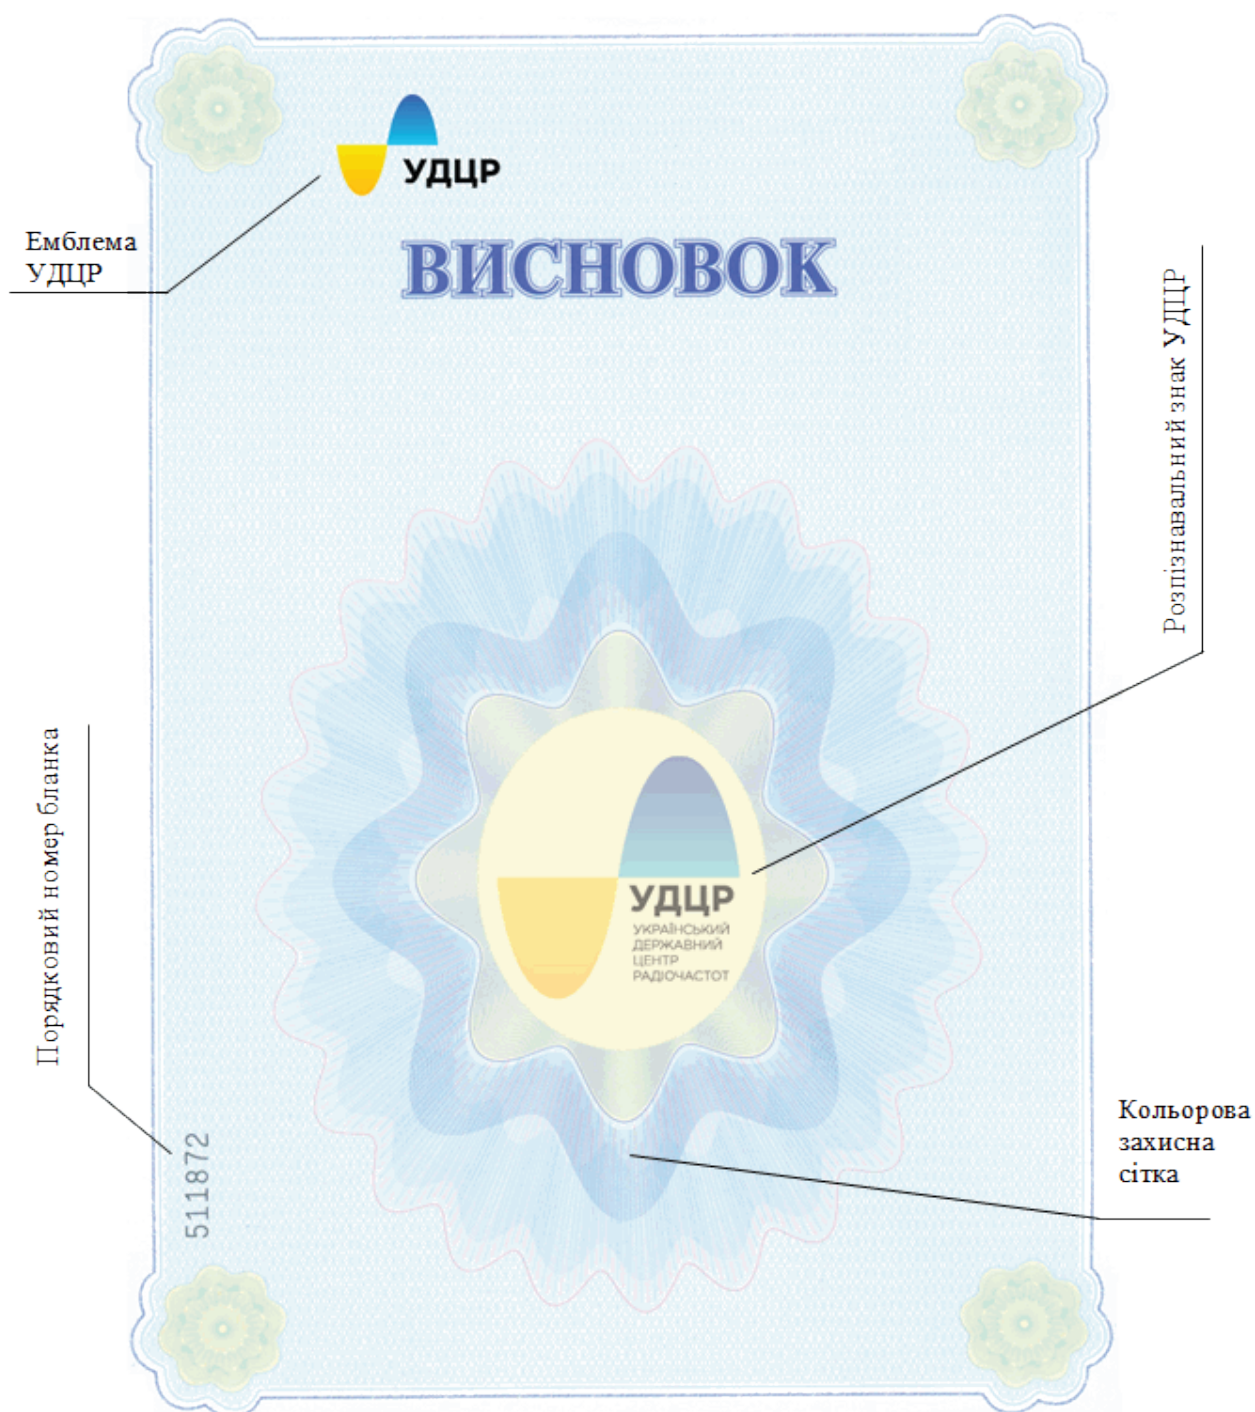 УДЦР
Емблема
УДЦР
ВИСНОВОК
Розпізнавальний знак УДЦР
Порядковий номер бланка
УДЦР
УКРАЇНСЬКИЙ
ДЕРЖАВНИЙ
ЦЕНТР
РАДІОЧАСТОТ
Кольорова
захисна
сітка
511872